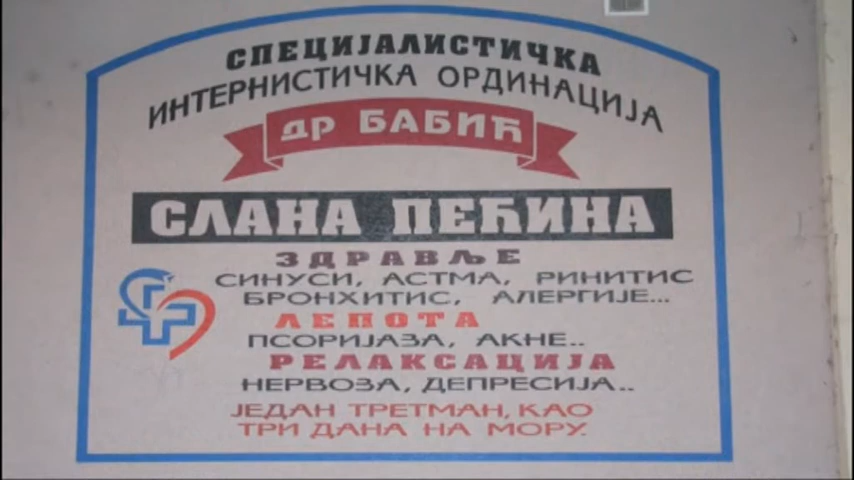 СПЕЦИЈАЛИСТИЧКА
ИНТЕРНИСТИЧКА ОРДИНАЦИЈА
ДР БАБИЋ
СЛАНА ПЕЋИНА
ЗДРАВЉЕ
СИНУСИ, АСТМА, РИНИТИС
БРОНХИТИС, АЛЕРГИЈЕ...
ЛЕПОТА
ПСОРИЈАЗА, АКНЕ..
РЕЛАКСАЦИЈА
НЕРВОЗА, ДЕПРЕСИЈА..
ЈЕДАН ТРЕТМАН, КАО
ТРИ ДАНА НА МОРУ.